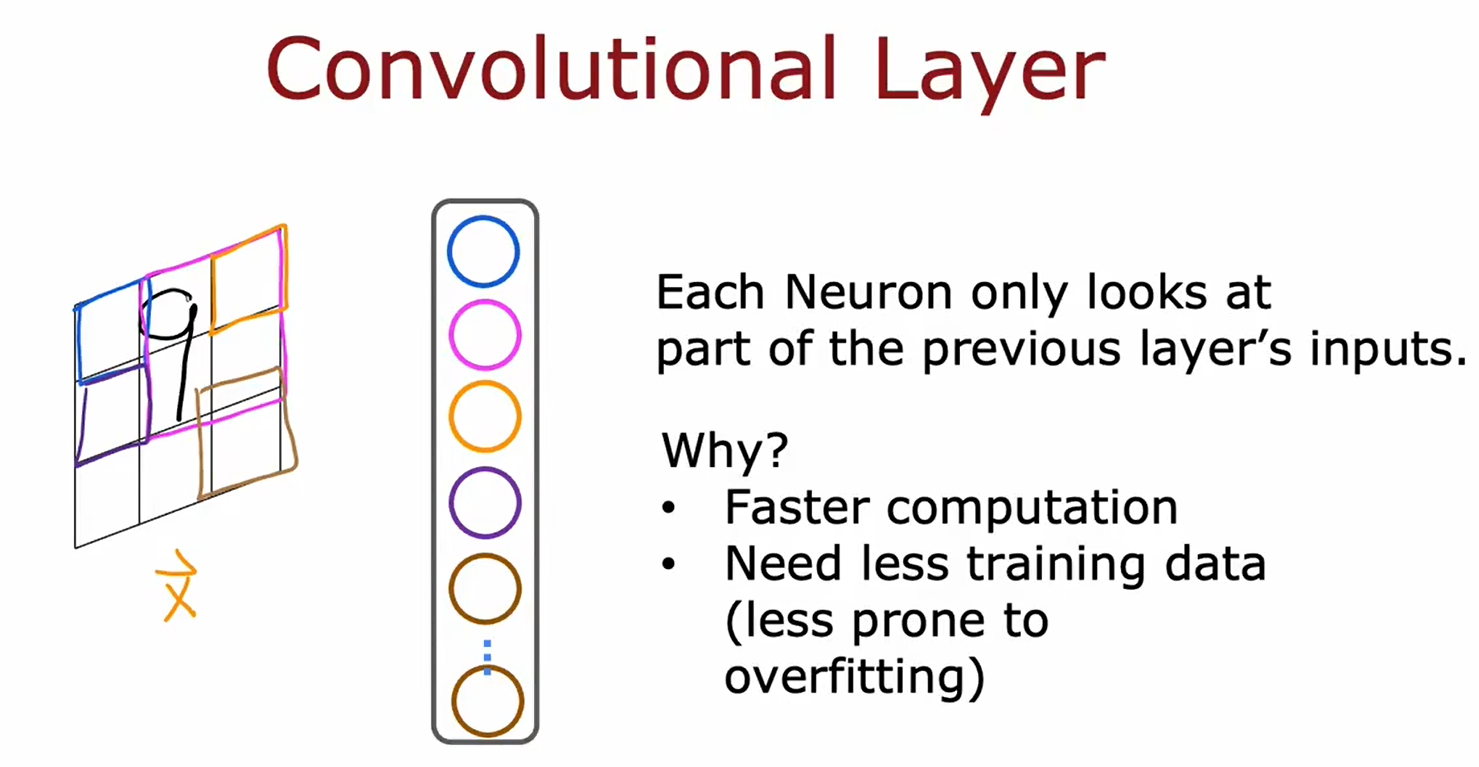 Convolutional Layer
9
Each Neuron only looks at
part of the previous layer’s inputs.
Why?
• Faster computation
• Need less training data
(less prone to
overfitting)
x⃗